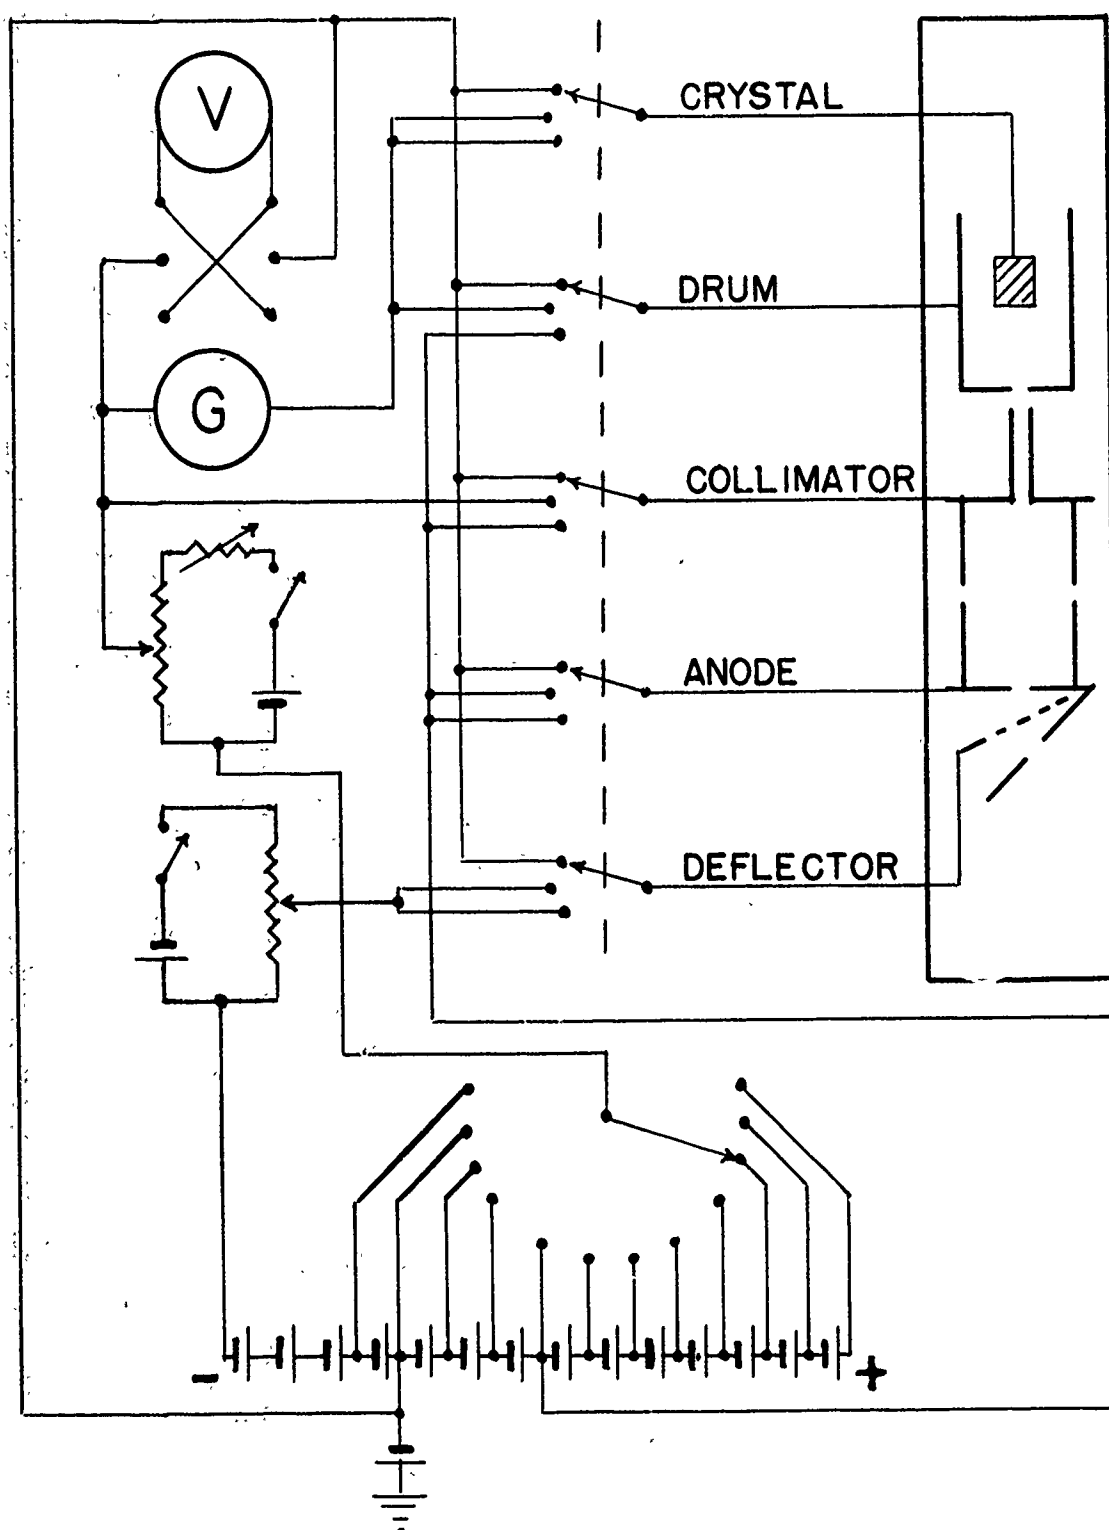 V
CRYSTAL
DRUM
G
COLLIMATOR
ANODE
DEFLECTOR
- +